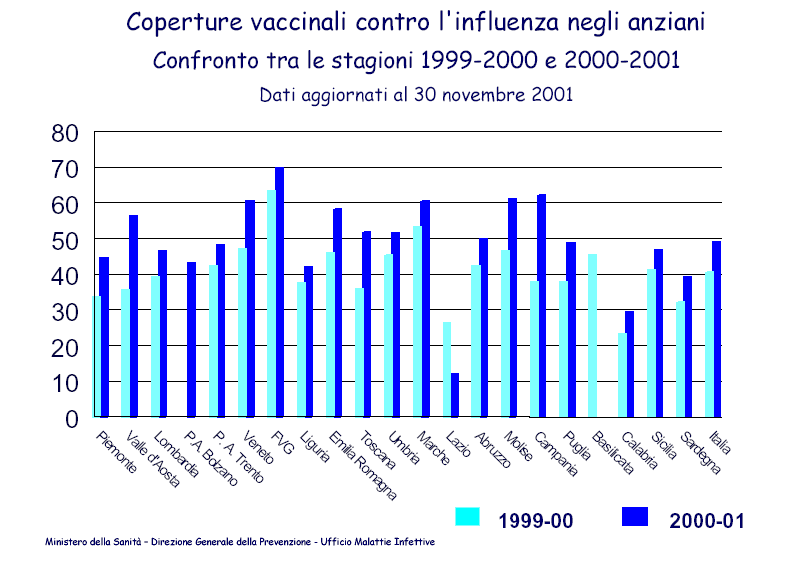 Coperture vaccinali contro l'influenza negli anziani
Confronto tra le stagioni 1999-2000 e 2000-2001
Dati aggiornati al 30 novembre 2001
80
70
60
50
40
30
20
10
0
Piemonte
Valle d'Aosta
Lombardia
P.A. Bolzano
P. A. Trento
Veneto
FVG
Liguria
Emilia Romagna
Toscana
Umbria
Marche
Lazio
Abruzzo
Molise
Campania
Puglia
Basilicata
Calabria
Sicilia
Sardegna
Italia
1999-00
2000-01
Ministero della Sanità – Direzione Generale della Prevenzione - Ufficio Malattie Infettive